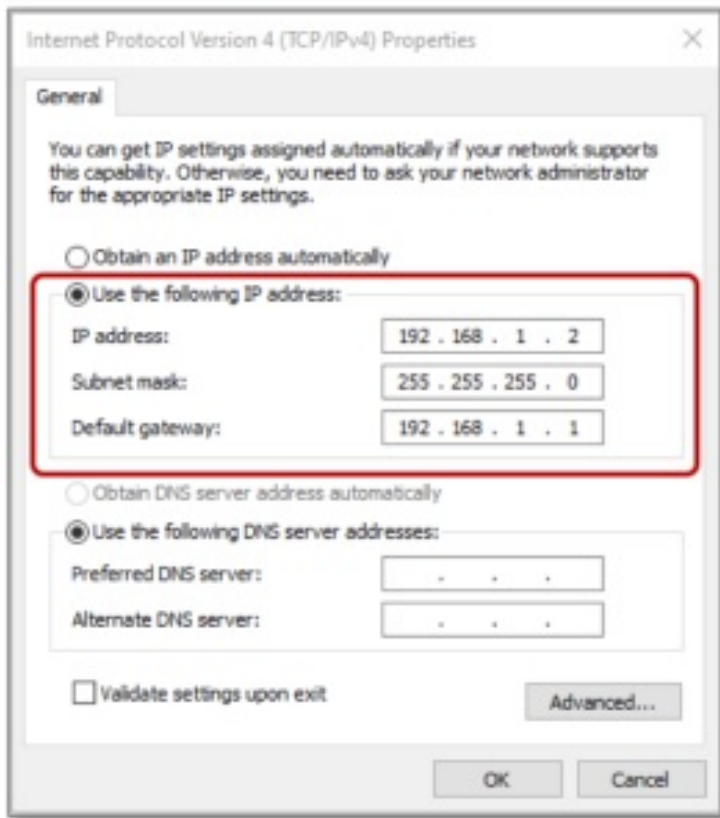 Internet Protocol Version 4 (TCP/IPv4) Properties
General
You can get IP settings assigned automatically if your network supports
this capability. Otherwise, you need to ask your network administrator
for the appropriate IP settings.
Obtain an IP address automatically
Use the following IP address:
IP address: 192 . 168 . 1 . 2
Subnet mask: 255 . 255 . 255 . 0
Default gateway: 192 . 168 . 1 . 1
Obtain DNS server address automatically
Use the following DNS server addresses:
Preferred DNS server: . . .
Alternate DNS server: . . .
Validate settings upon exit
Advanced...
OK Cancel